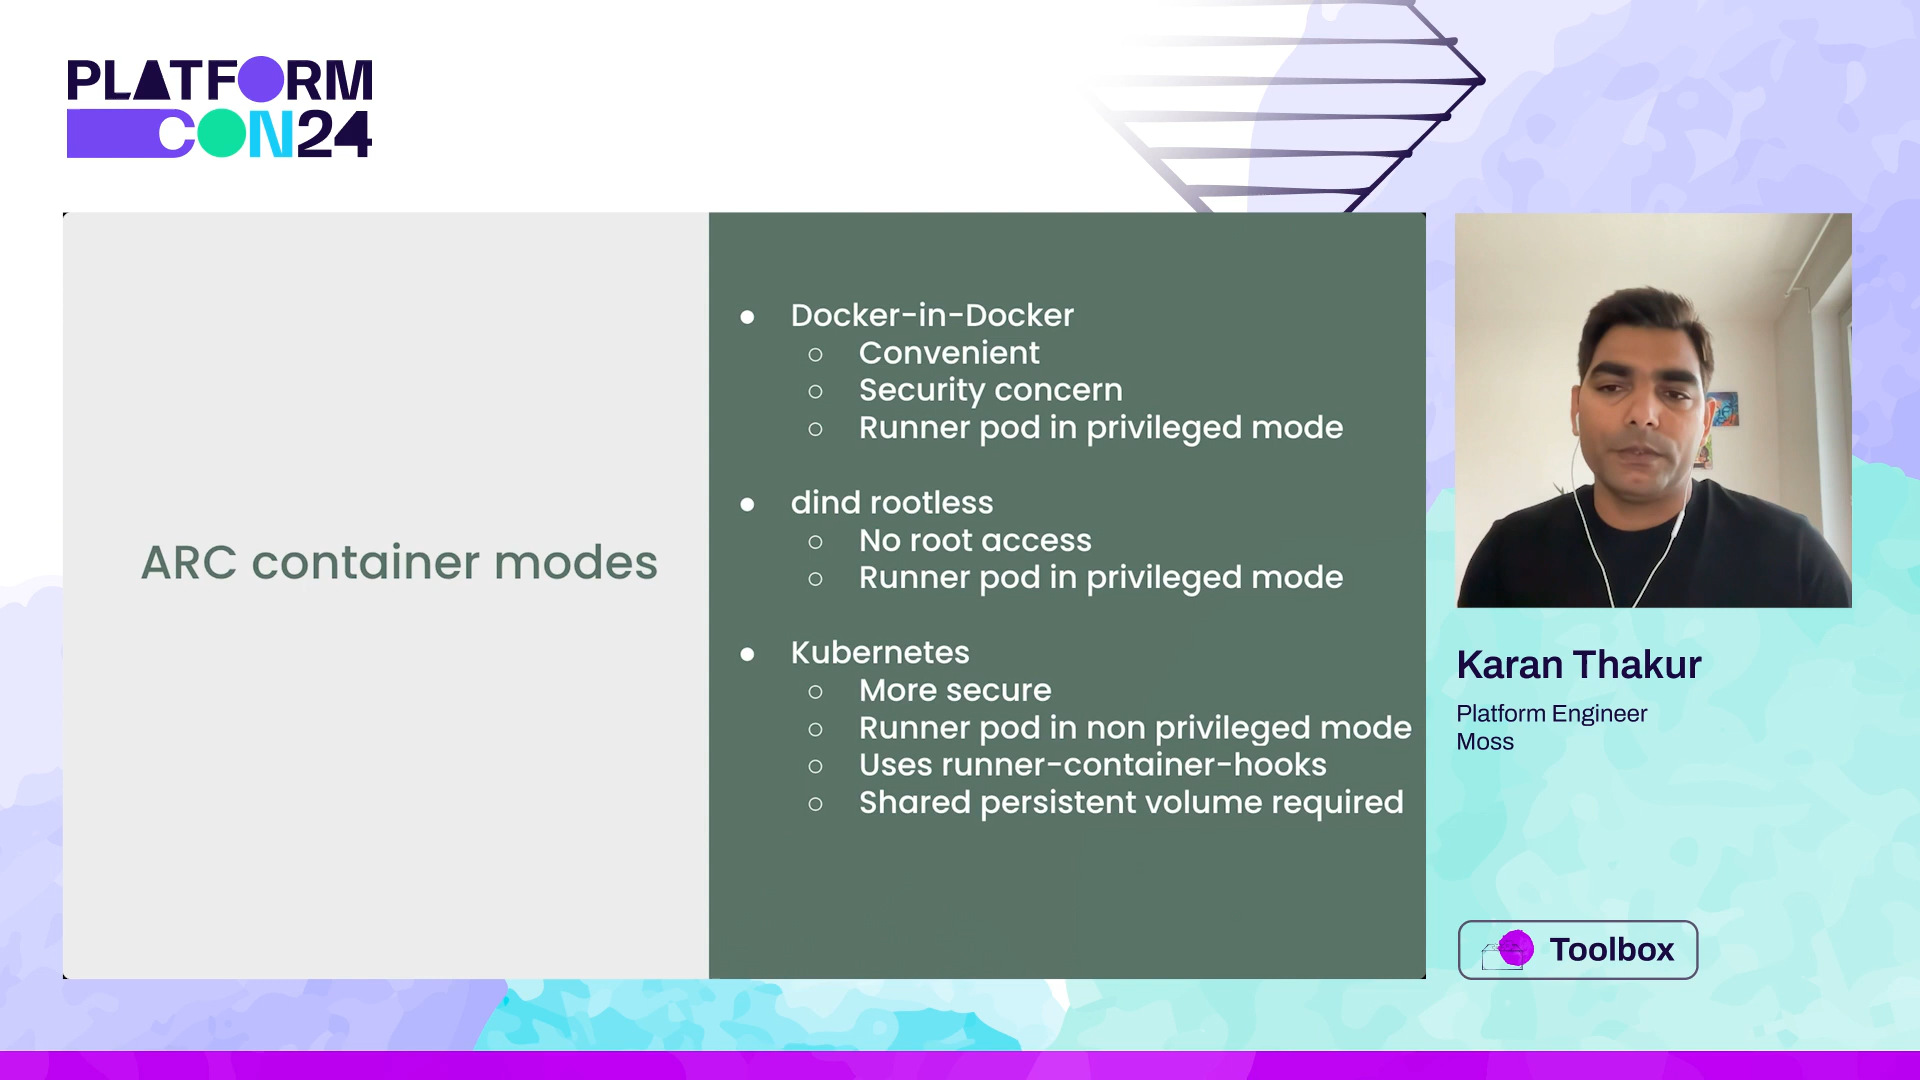 PLATFORM
CON24
ARC container modes
Docker-in-Docker
Convenient
Security concern
Runner pod in privileged mode
dind rootless
No root access
Runner pod in privileged mode
Kubernetes
More secure
Runner pod in non privileged mode
Uses runner-container-hooks
Shared persistent volume required
Karan Thakur
Platform Engineer
Moss
Toolbox